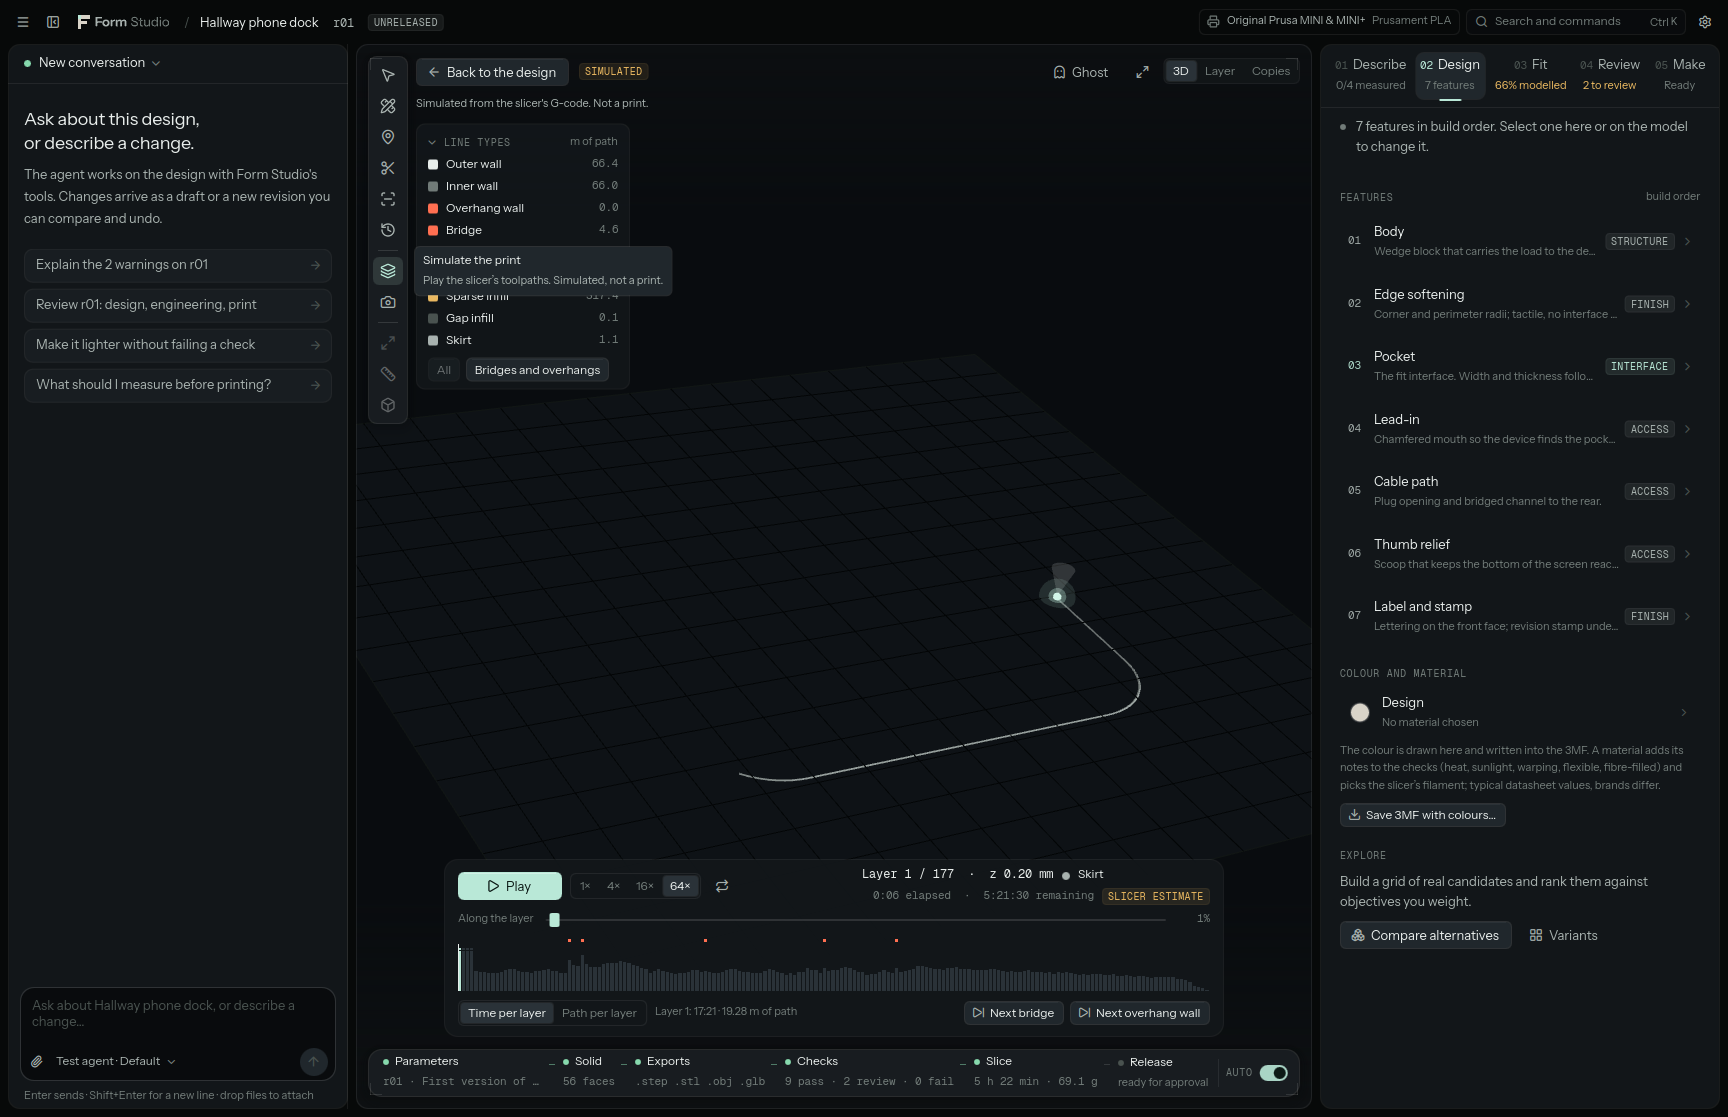 Form Studio / Hallway phone dock r01 UNRELEASED
Original Prusa MINI & MINI+ Prusament PLA
Search and commands Ctrl K
New conversation
Ask about this design,
or describe a change.
The agent works on the design with Form Studio's
tools. Changes arrive as a draft or a new revision you
can compare and undo.
Explain the 2 warnings on r01
Review r01: design, engineering, print
Make it lighter without failing a check
What should I measure before printing?
Ask about Hallway phone dock, or describe a
change...
Test agent · Default
Enter sends · Shift+Enter for a new line · drop files to attach
Back to the design SIMULATED
Simulated from the slicer's G-code. Not a print.
Ghost 3D Layer Copies
LINE TYPES m of path
Outer wall 66.4
Inner wall 66.0
Overhang wall 0.0
Bridge 4.6
Simulate the print
Play the slicer's toolpaths. Simulated, not a print.
Sparse infill
Gap infill 0.1
Skirt 1.1
All Bridges and overhangs
Play 1× 4× 16× 64×
Layer 1 / 177 · z 0.20 mm Skirt
0:06 elapsed · 5:21:30 remaining SLICER ESTIMATE
Along the layer 1%
Time per layer Path per layer Layer 1: 17:21 · 19.28 m of path
Next bridge Next overhang wall
Parameters Solid Exports Checks Slice Release
r01 · First version of … 56 faces .step .stl .obj .glb 9 pass · 2 review · 0 fail 5 h 22 min · 69.1 g ready for approval
AUTO
01 Describe 02 Design 03 Fit 04 Review 05 Make
0/4 measured 7 features 66% modelled 2 to review Ready
7 features in build order. Select one here or on the model
to change it.
FEATURES build order
01 Body STRUCTURE
Wedge block that carries the load to the de...
02 Edge softening FINISH
Corner and perimeter radii; tactile, no interface ...
03 Pocket INTERFACE
The fit interface. Width and thickness follo...
04 Lead-in ACCESS
Chamfered mouth so the device finds the pock...
05 Cable path ACCESS
Plug opening and bridged channel to the rear.
06 Thumb relief ACCESS
Scoop that keeps the bottom of the screen reac...
07 Label and stamp FINISH
Lettering on the front face; revision stamp unde...
COLOUR AND MATERIAL
Design
No material chosen
The colour is drawn here and written into the 3MF. A material adds its
notes to the checks (heat, sunlight, warping, flexible, fibre-filled) and
picks the slicer's filament; typical datasheet values, brands differ.
Save 3MF with colours...
EXPLORE
Build a grid of real candidates and rank them against
objectives you weight.
Compare alternatives Variants